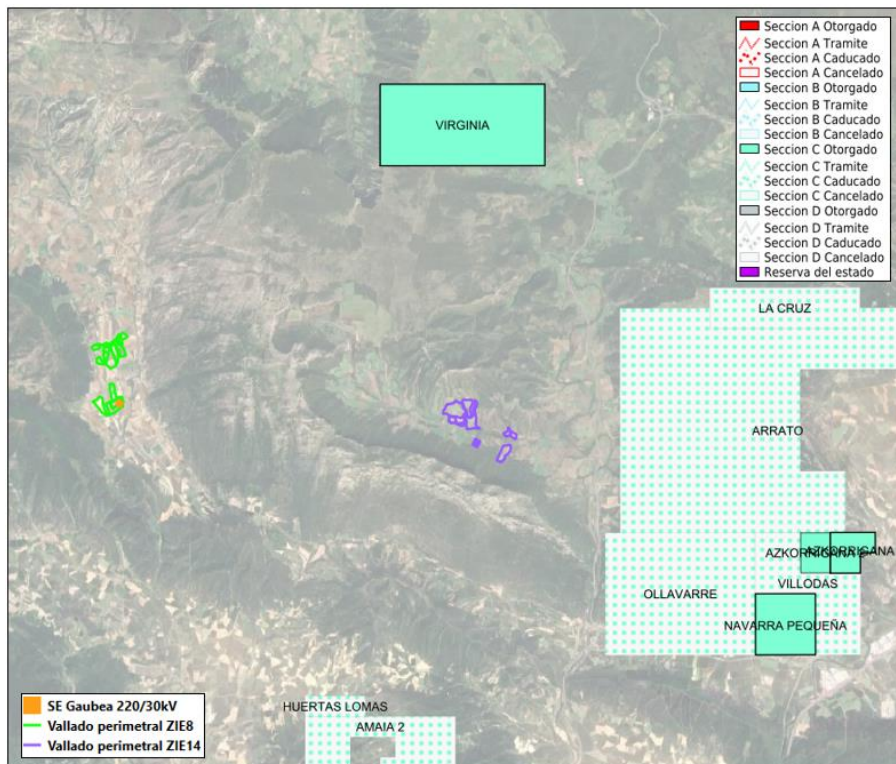 Seccion A Otorgado
Seccion A Tramite
Seccion A Caducado
Seccion A Cancelado
Seccion B Otorgado
Seccion B Tramite
Seccion B Caducado
Seccion B Cancelado
Seccion C Otorgado
Seccion C Tramite
Seccion C Caducado
Seccion C Cancelado
Seccion D Otorgado
Seccion D Tramite
Seccion D Caducado
Seccion D Cancelado
Reserva del estado
VIRGINIA
LA CRUZ
ARRATO
AZKORRIGANA
VILLODAS
OLLAVARRE
NAVARRA PEQUEÑA
HUERTAS LOMAS
AMAIA 2
SE Gaubea 220/30kV
Vallado perimetral ZIE8
Vallado perimetral ZIE14